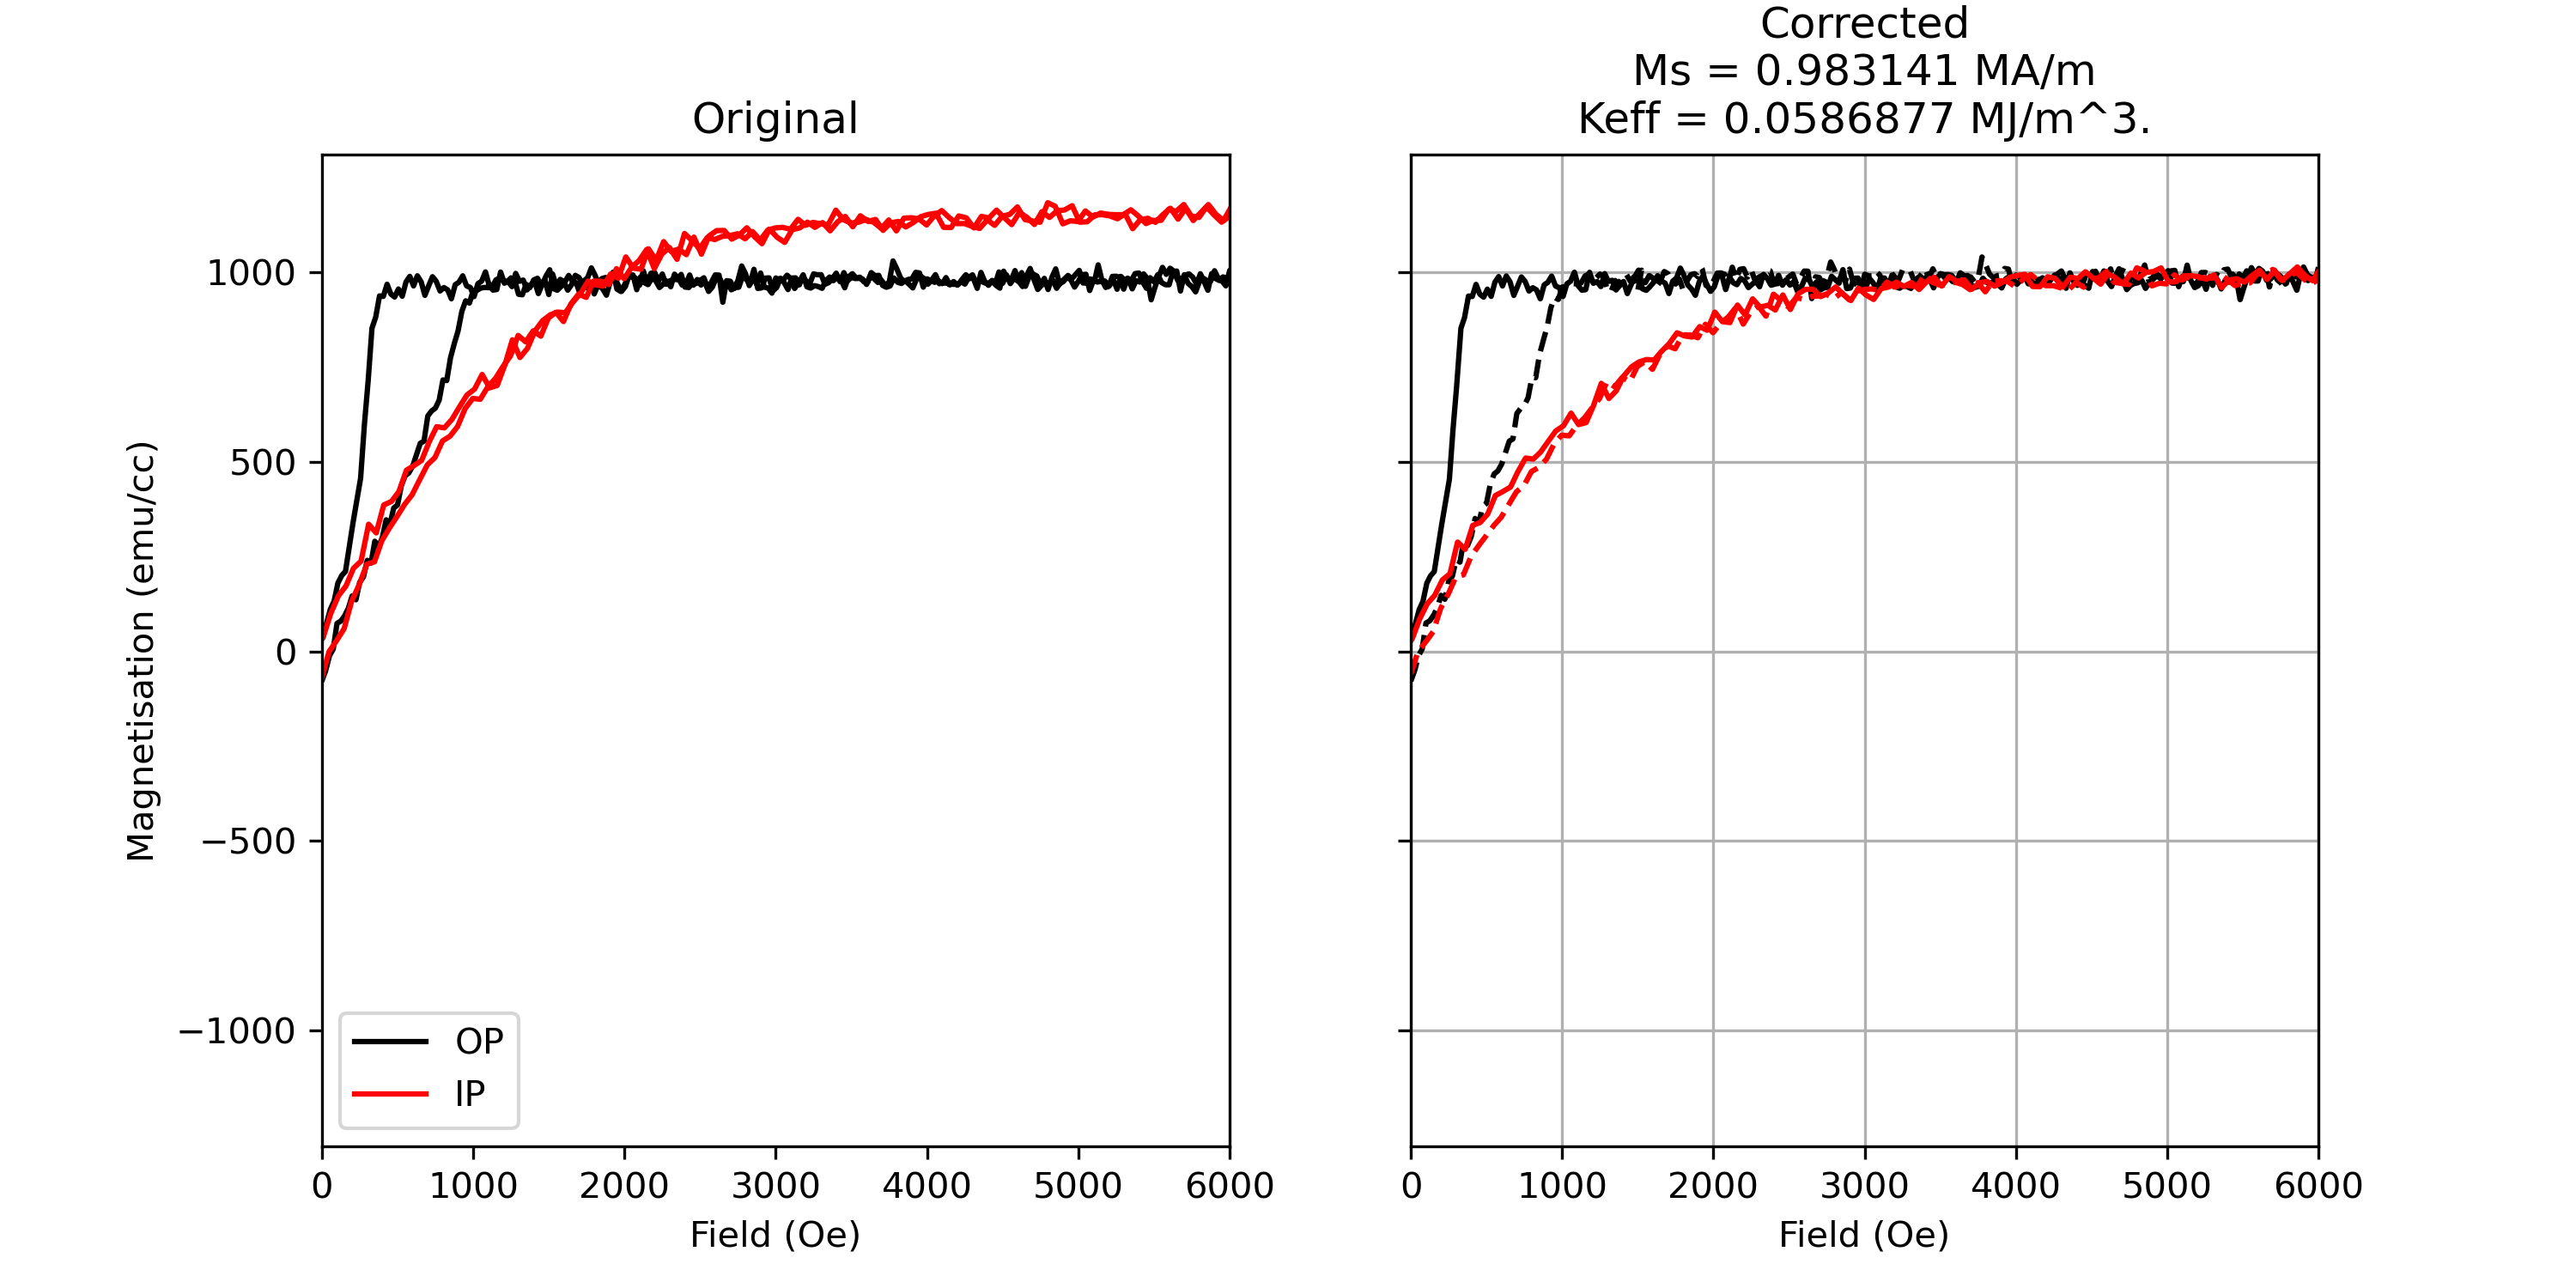 Original
Magnetisation (emu/cc)
1000
500
0
−500
−1000
OP
IP
0 1000 2000 3000 4000 5000 6000
Field (Oe)
Corrected
Ms = 0.983141 MA/m
Keff = 0.0586877 MJ/m^3.
0 1000 2000 3000 4000 5000 6000
Field (Oe)